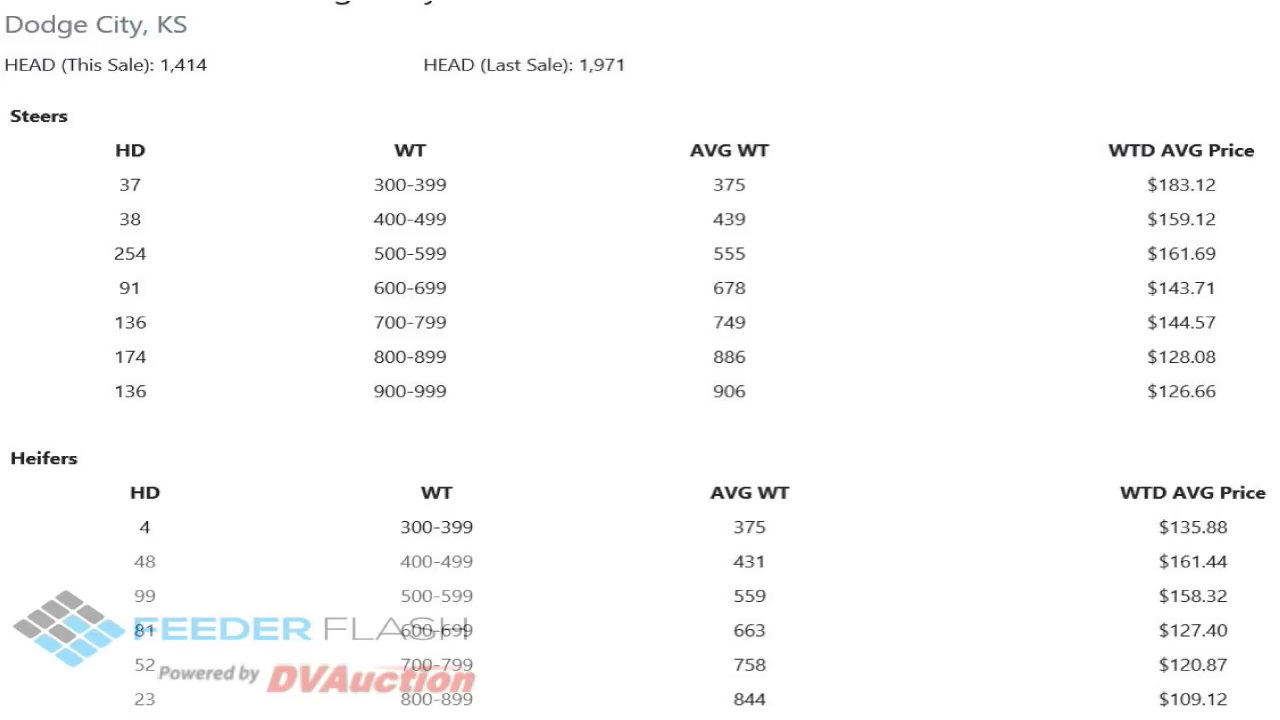 Dodge City, KS
HEAD (This Sale): 1,414 HEAD (Last Sale): 1,971
Steers
HD WT AVG WT WTD AVG Price
37 300-399 375 $183.12
38 400-499 439 $159.12
254 500-599 555 $161.69
91 600-699 678 $143.71
136 700-799 749 $144.57
174 800-899 886 $128.08
136 900-999 906 $126.66
Heifers
HD WT AVG WT WTD AVG Price
4 300-399 375 $135.88
48 400-499 431 $161.44
99 500-599 559 $158.32
81 600-699 663 $127.40
FEEDER FLASH
52 700-799 758 $120.87
Powered by DVAuction
23 800-899 844 $109.12